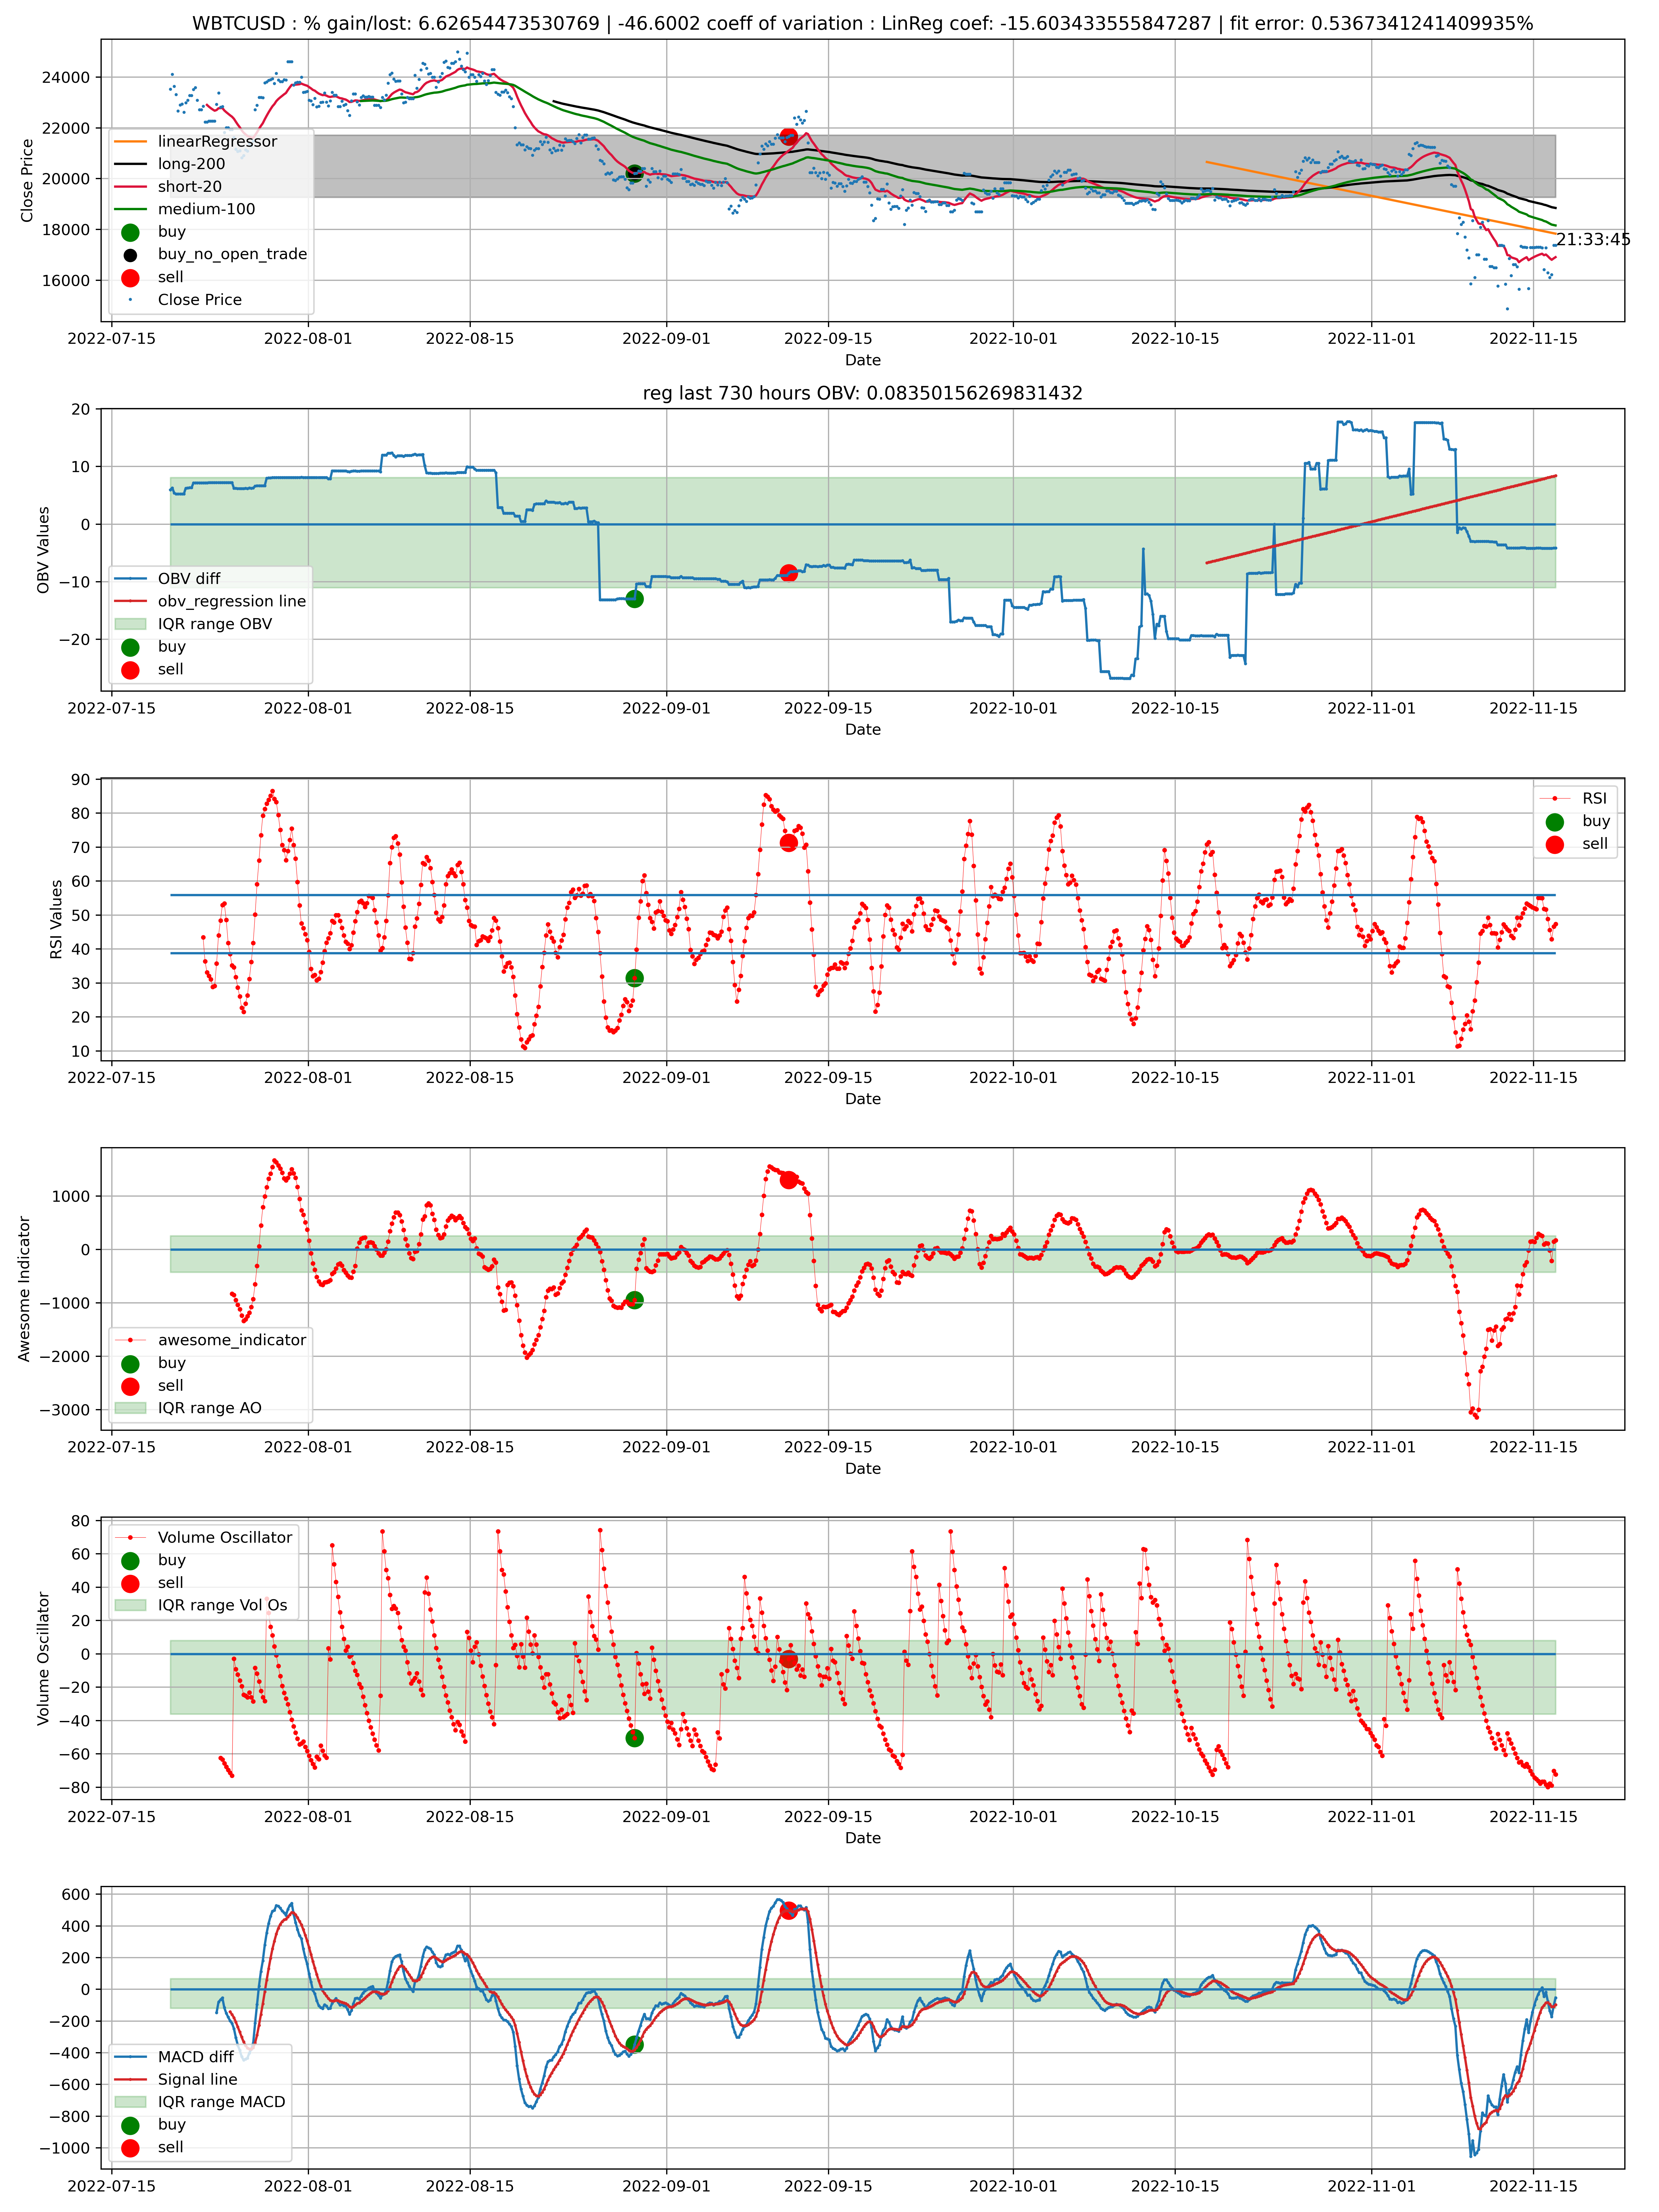 WBTCUSD : % gain/lost: 6.62654473530769 | -46.6002 coeff of variation : LinReg coef: -15.603433555847287 | fit error: 0.5367341241409935%
24000
22000
20000
18000
16000
Close Price
linearRegressor
long-200
short-20
medium-100
buy
buy_no_open_trade
sell
Close Price
21:33:45
2022-07-15 2022-08-01 2022-08-15 2022-09-01 2022-09-15 2022-10-01 2022-10-15 2022-11-01 2022-11-15
Date
reg last 730 hours OBV: 0.08350156269831432
20
10
0
−10
−20
OBV Values
OBV diff
obv_regression line
IQR range OBV
buy
sell
2022-07-15 2022-08-01 2022-08-15 2022-09-01 2022-09-15 2022-10-01 2022-10-15 2022-11-01 2022-11-15
Date
90
80
70
60
50
40
30
20
10
RSI Values
RSI
buy
sell
2022-07-15 2022-08-01 2022-08-15 2022-09-01 2022-09-15 2022-10-01 2022-10-15 2022-11-01 2022-11-15
Date
1000
0
−1000
−2000
−3000
Awesome Indicator
awesome_indicator
buy
sell
IQR range AO
2022-07-15 2022-08-01 2022-08-15 2022-09-01 2022-09-15 2022-10-01 2022-10-15 2022-11-01 2022-11-15
Date
80
60
40
20
0
−20
−40
−60
−80
Volume Oscillator
Volume Oscillator
buy
sell
IQR range Vol Os
2022-07-15 2022-08-01 2022-08-15 2022-09-01 2022-09-15 2022-10-01 2022-10-15 2022-11-01 2022-11-15
Date
600
400
200
0
−200
−400
−600
−800
−1000
MACD diff
Signal line
IQR range MACD
buy
sell
2022-07-15 2022-08-01 2022-08-15 2022-09-01 2022-09-15 2022-10-01 2022-10-15 2022-11-01 2022-11-15